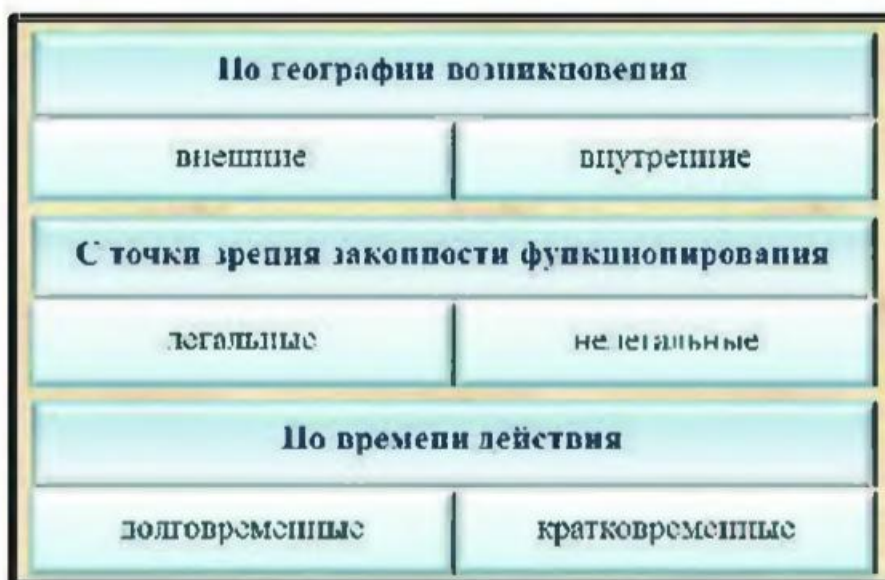 По географии возникновения
внешние
внутренние
С точки зрения законности функционирования
легальные
нелегальные
По времени действия
долговременные
кратковременные